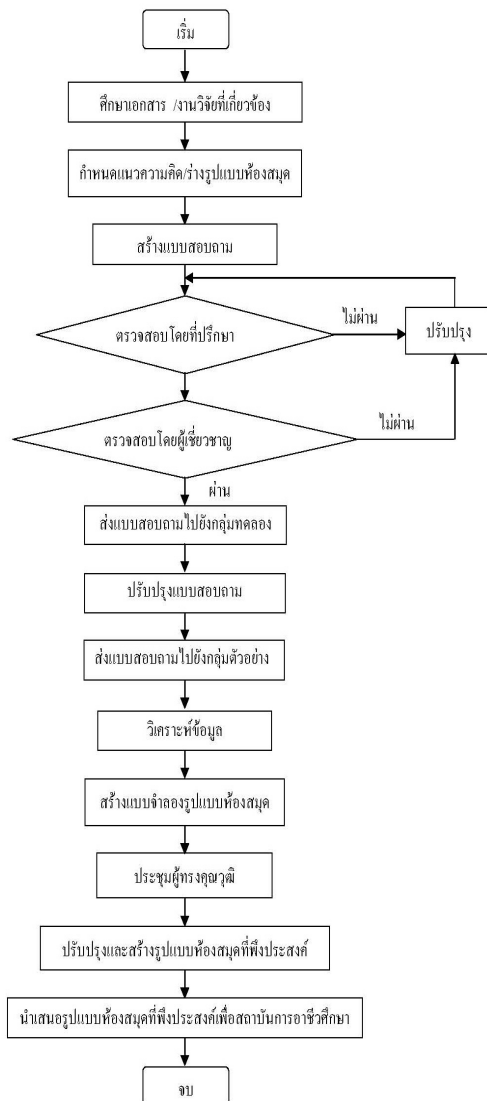 เริ่ม
ศึกษาเอกสาร /งานวิจัยที่เกี่ยวข้อง
กำหนดแนวความคิด/ร่างรูปแบบห้องสมุด
สร้างแบบสอบถาม
ตรวจสอบโดยที่ปรึกษา
ไม่ผ่าน
ปรับปรุง
ตรวจสอบโดยผู้เชี่ยวชาญ
ไม่ผ่าน
ผ่าน
ส่งแบบสอบถามไปยังกลุ่มทดลอง
ปรับปรุงแบบสอบถาม
ส่งแบบสอบถามไปยังกลุ่มตัวอย่าง
วิเคราะห์ข้อมูล
สร้างแบบจำลองรูปแบบห้องสมุด
ประชุมผู้ทรงคุณวุฒิ
ปรับปรุงและสร้างรูปแบบห้องสมุดที่พึงประสงค์
นำเสนอรูปแบบห้องสมุดที่พึงประสงค์เพื่อสถาบันการอาชีวศึกษา
จบ